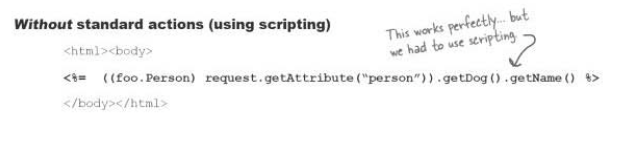 Without standard actions (using scripting)
This works perfectly... but
we had to use scripting
<html><body>
<%= ((foo.Person) request.getAttribute("person")).getDog().getName() %>
</body></html>